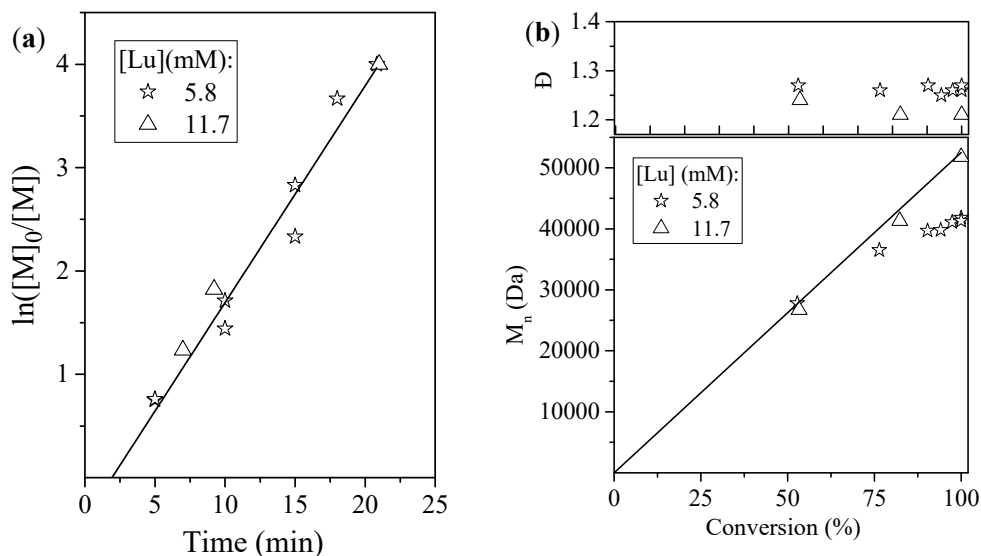 (a)
[Lu](mM):
5.8
11.7
4
3
2
1
ln([M]₀/[M])
0 5 10 15 20 25
Time (min)
(b)
1.4
1.3
1.2
Đ
50000
40000
30000
20000
10000
[Lu] (mM):
5.8
11.7
Mₙ (Da)
0 25 50 75 100
Conversion (%)